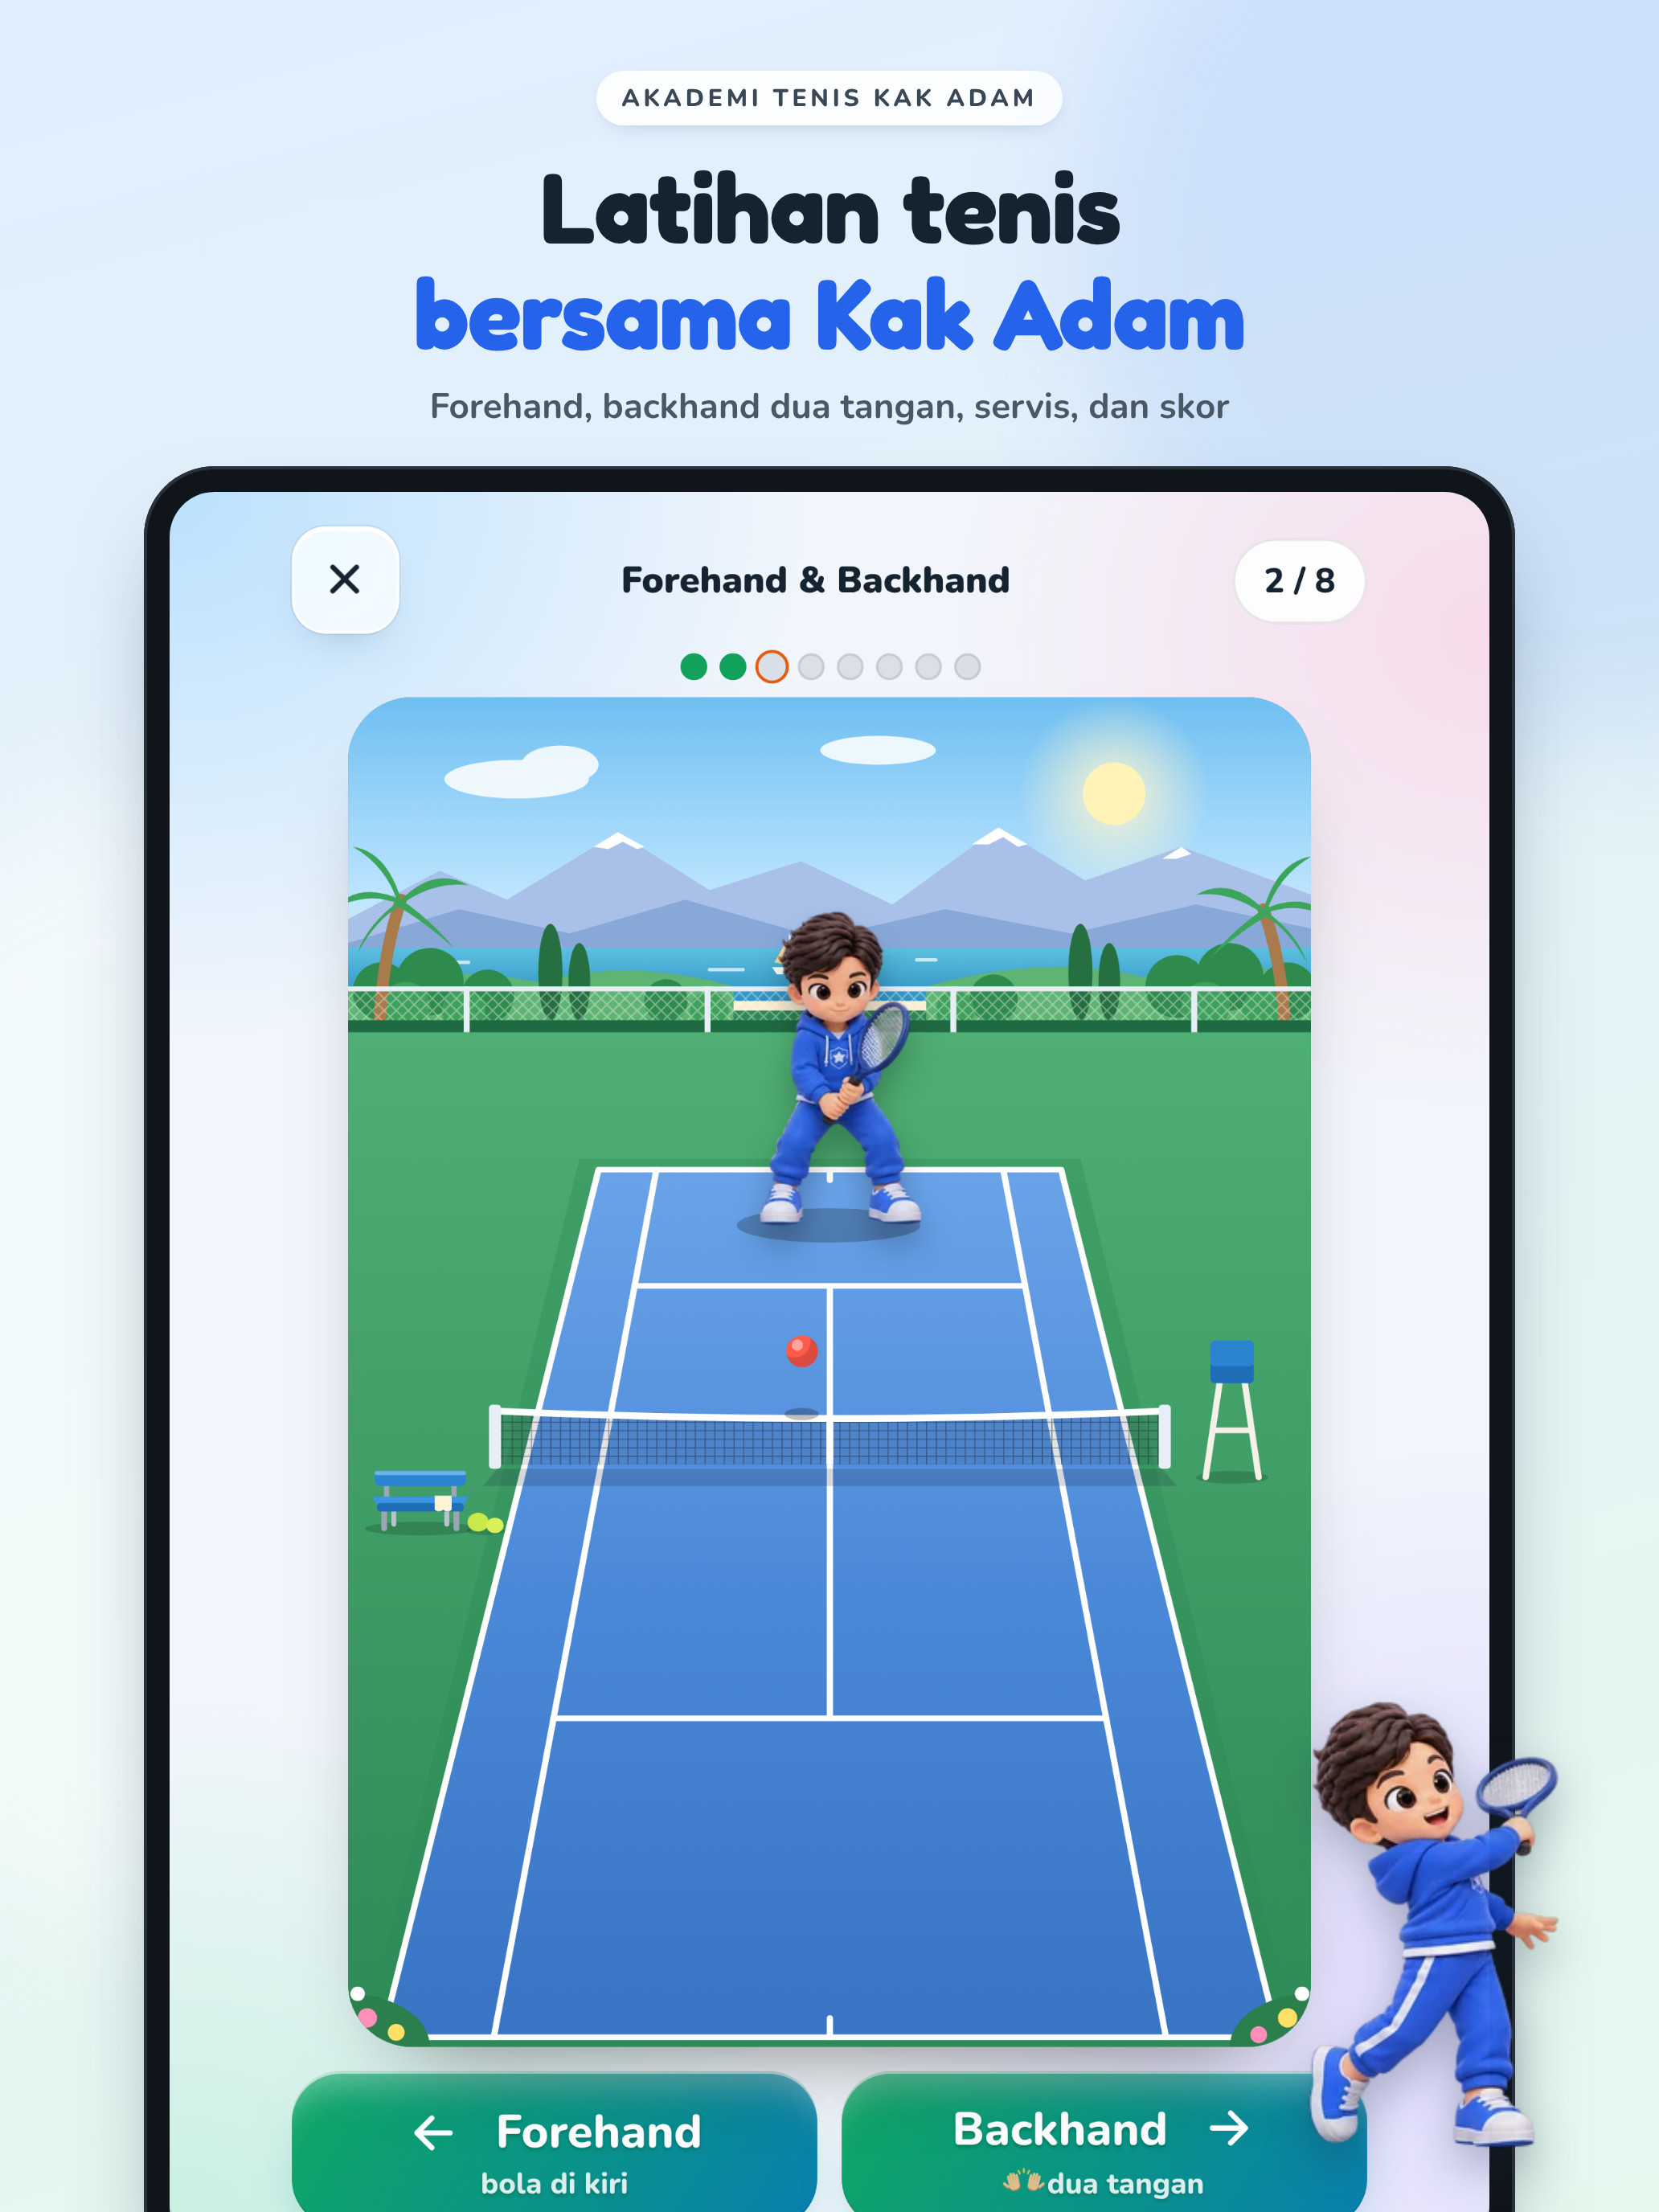 AKADEMI TENIS KAK ADAM
Latihan tenis
bersama Kak Adam
Forehand, backhand dua tangan, servis, dan skor
Forehand & Backhand
2 / 8
Forehand
bola di kiri
Backhand
dua tangan